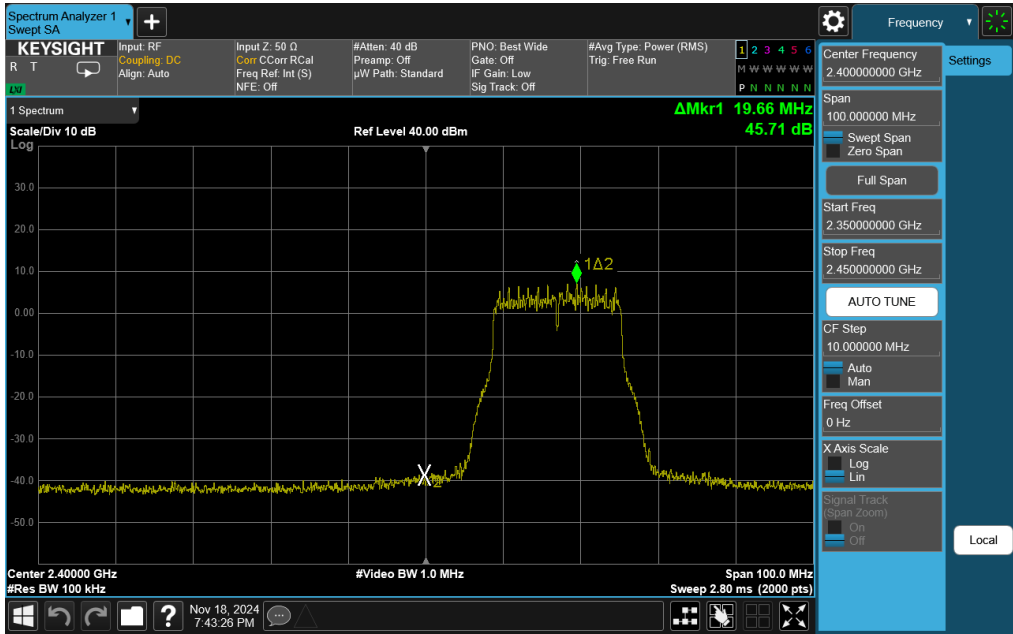 Spectrum Analyzer 1
Swept SA
KEYSIGHT
R T
LXI
Input: RF
Coupling: DC
Align: Auto
Input Z: 50 Ω
Corr CCorr RCal
Freq Ref: Int (S)
NFE: Off
#Atten: 40 dB
Preamp: Off
µW Path: Standard
PNO: Best Wide
Gate: Off
IF Gain: Low
Sig Track: Off
#Avg Type: Power (RMS)
Trig: Free Run
1 2 3 4 5 6
M W W W W W
P N N N N N
1 Spectrum
Scale/Div 10 dB
Log
Ref Level 40.00 dBm
ΔMkr1 19.66 MHz
45.71 dB
30.0
20.0
10.0
0.00
-10.0
-20.0
-30.0
-40.0
-50.0
1Δ2
X2
Center 2.40000 GHz
#Res BW 100 kHz
#Video BW 1.0 MHz
Span 100.0 MHz
Sweep 2.80 ms (2000 pts)
Nov 18, 2024
7:43:26 PM
?
Frequency
Settings
Center Frequency
2.400000000 GHz
Span
100.000000 MHz
Swept Span
Zero Span
Full Span
Start Freq
2.350000000 GHz
Stop Freq
2.450000000 GHz
AUTO TUNE
CF Step
10.000000 MHz
Auto
Man
Freq Offset
0 Hz
X Axis Scale
Log
Lin
Signal Track
(Span Zoom)
On
Off
Local